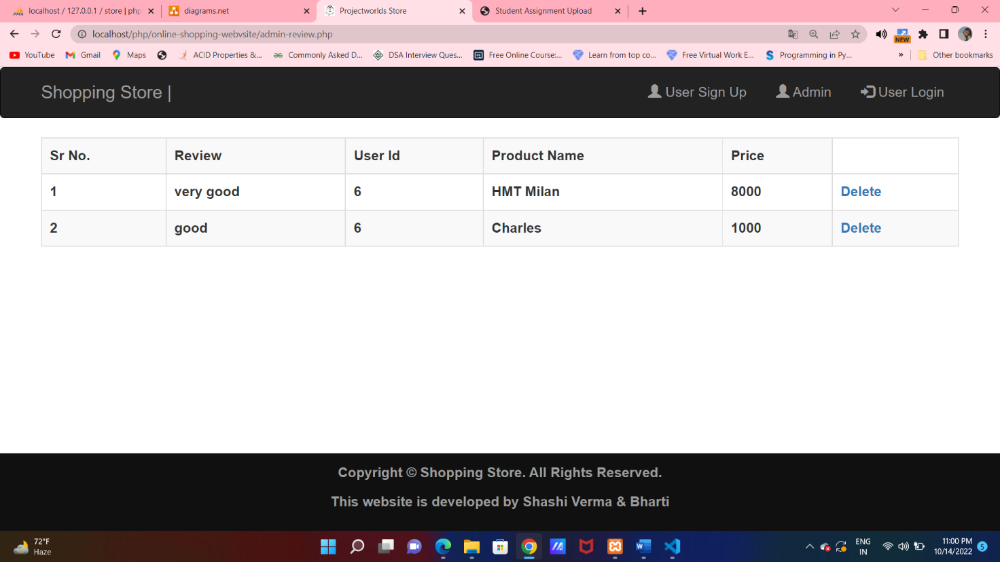 localhost / 127.0.0.1 / store | php
diagrams.net
Projectworlds Store
Student Assignment Upload
localhost/php/online-shopping-webvsite/admin-review.php
NEW
YouTube
Gmail
Maps
ACID Properties &...
Commonly Asked D...
DSA Interview Ques...
Free Online Course:...
Learn from top co...
Free Virtual Work E...
Programming in Py...
»
Other bookmarks
Shopping Store |
User Sign Up
Admin
User Login
Sr No. Review User Id Product Name Price
1 very good 6 HMT Milan 8000 Delete
2 good 6 Charles 1000 Delete
Copyright © Shopping Store. All Rights Reserved.
This website is developed by Shashi Verma & Bharti
72°F
Haze
ENG
IN
11:00 PM
10/14/2022
5